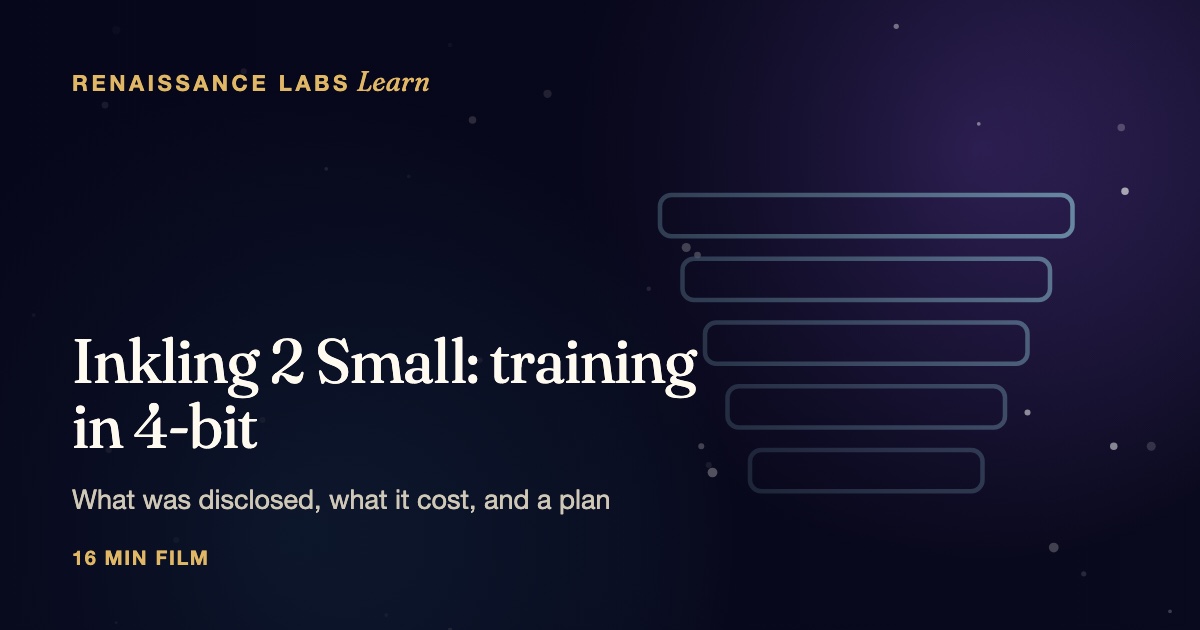 RENAISSANCE LABS Learn
Inkling 2 Small: training
in 4-bit
What was disclosed, what it cost, and a plan
16 MIN FILM